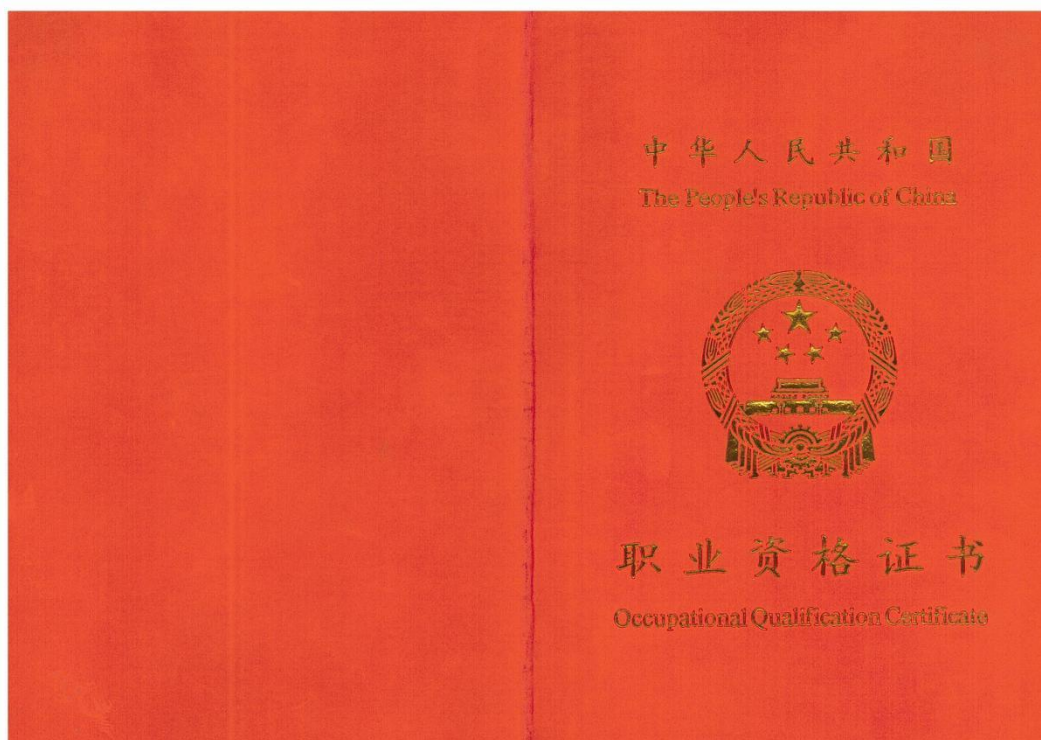 中华人民共和国
The People's Republic of China
职业资格证书
Occupational Qualification Certificate